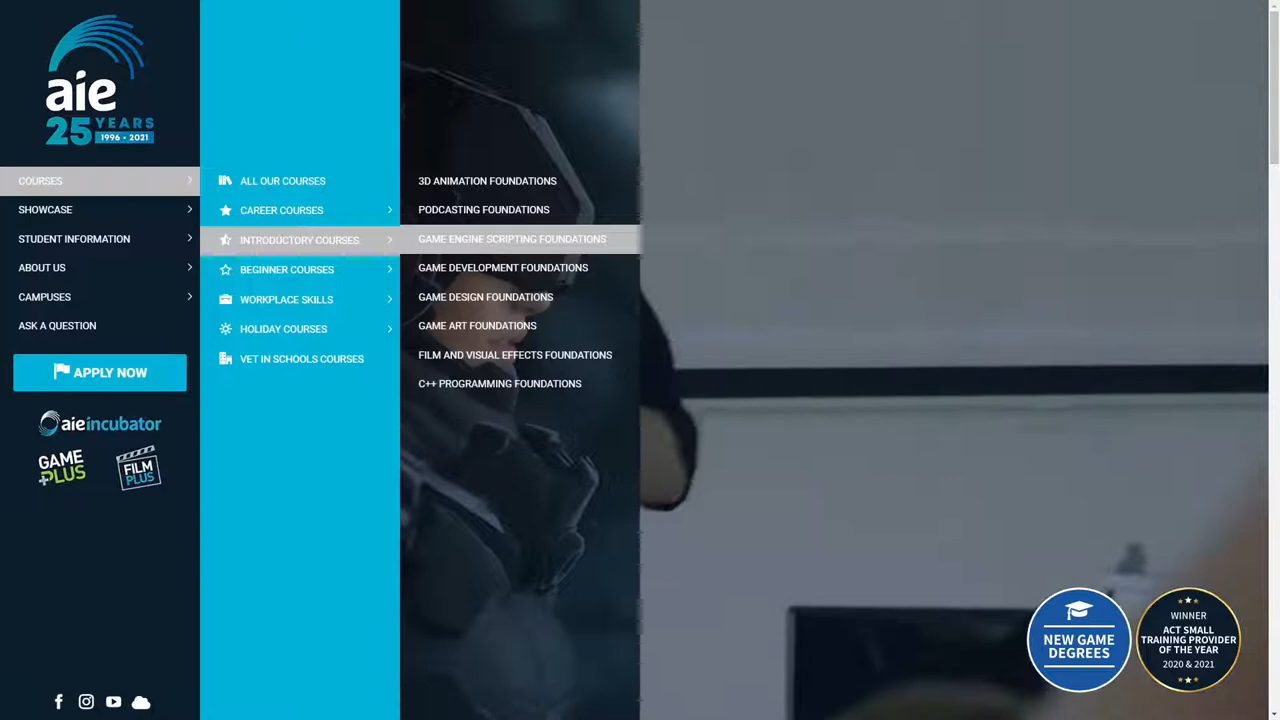 aie
25 YEARS
1996 • 2021
COURSES
SHOWCASE
STUDENT INFORMATION
ABOUT US
CAMPUSES
ASK A QUESTION
APPLY NOW
aieincubator
GAME
+PLUS
FILM
PLUS
ALL OUR COURSES
CAREER COURSES
INTRODUCTORY COURSES
BEGINNER COURSES
WORKPLACE SKILLS
HOLIDAY COURSES
VET IN SCHOOLS COURSES
3D ANIMATION FOUNDATIONS
PODCASTING FOUNDATIONS
GAME ENGINE SCRIPTING FOUNDATIONS
GAME DEVELOPMENT FOUNDATIONS
GAME DESIGN FOUNDATIONS
GAME ART FOUNDATIONS
FILM AND VISUAL EFFECTS FOUNDATIONS
C++ PROGRAMMING FOUNDATIONS
NEW GAME
DEGREES
WINNER
ACT SMALL
TRAINING PROVIDER
OF THE YEAR
2020 & 2021